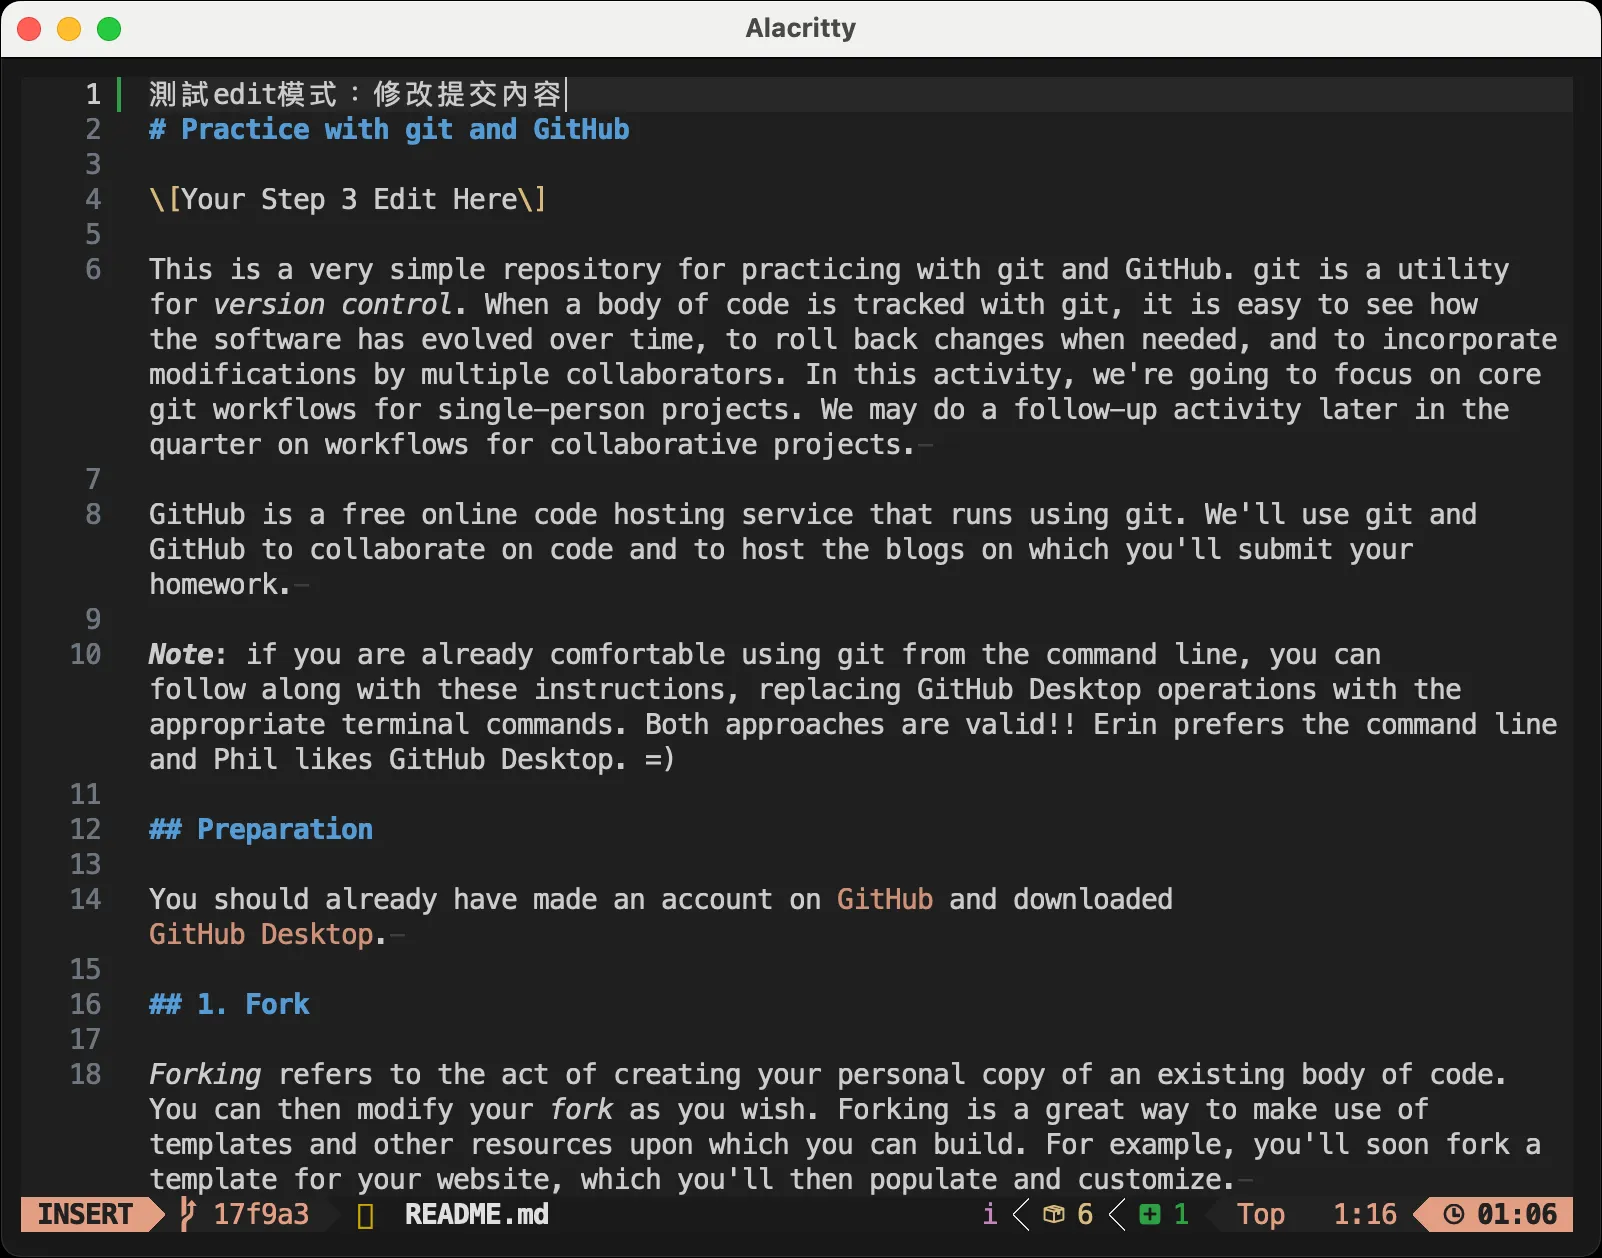 Alacritty
1 測試edit模式：修改提交內容
2 # Practice with git and GitHub
3
4 \[Your Step 3 Edit Here\]
5
6 This is a very simple repository for practicing with git and GitHub. git is a utility
for version control. When a body of code is tracked with git, it is easy to see how
the software has evolved over time, to roll back changes when needed, and to incorporate
modifications by multiple collaborators. In this activity, we're going to focus on core
git workflows for single-person projects. We may do a follow-up activity later in the
quarter on workflows for collaborative projects.-
7
8 GitHub is a free online code hosting service that runs using git. We'll use git and
GitHub to collaborate on code and to host the blogs on which you'll submit your
homework.-
9
10 Note: if you are already comfortable using git from the command line, you can
follow along with these instructions, replacing GitHub Desktop operations with the
appropriate terminal commands. Both approaches are valid!! Erin prefers the command line
and Phil likes GitHub Desktop. =)
11
12 ## Preparation
13
14 You should already have made an account on GitHub and downloaded
GitHub Desktop.-
15
16 ## 1. Fork
17
18 Forking refers to the act of creating your personal copy of an existing body of code.
You can then modify your fork as you wish. Forking is a great way to make use of
templates and other resources upon which you can build. For example, you'll soon fork a
template for your website, which you'll then populate and customize.-
INSERT 17f9a3 README.md i 6 1 Top 1:16 01:06